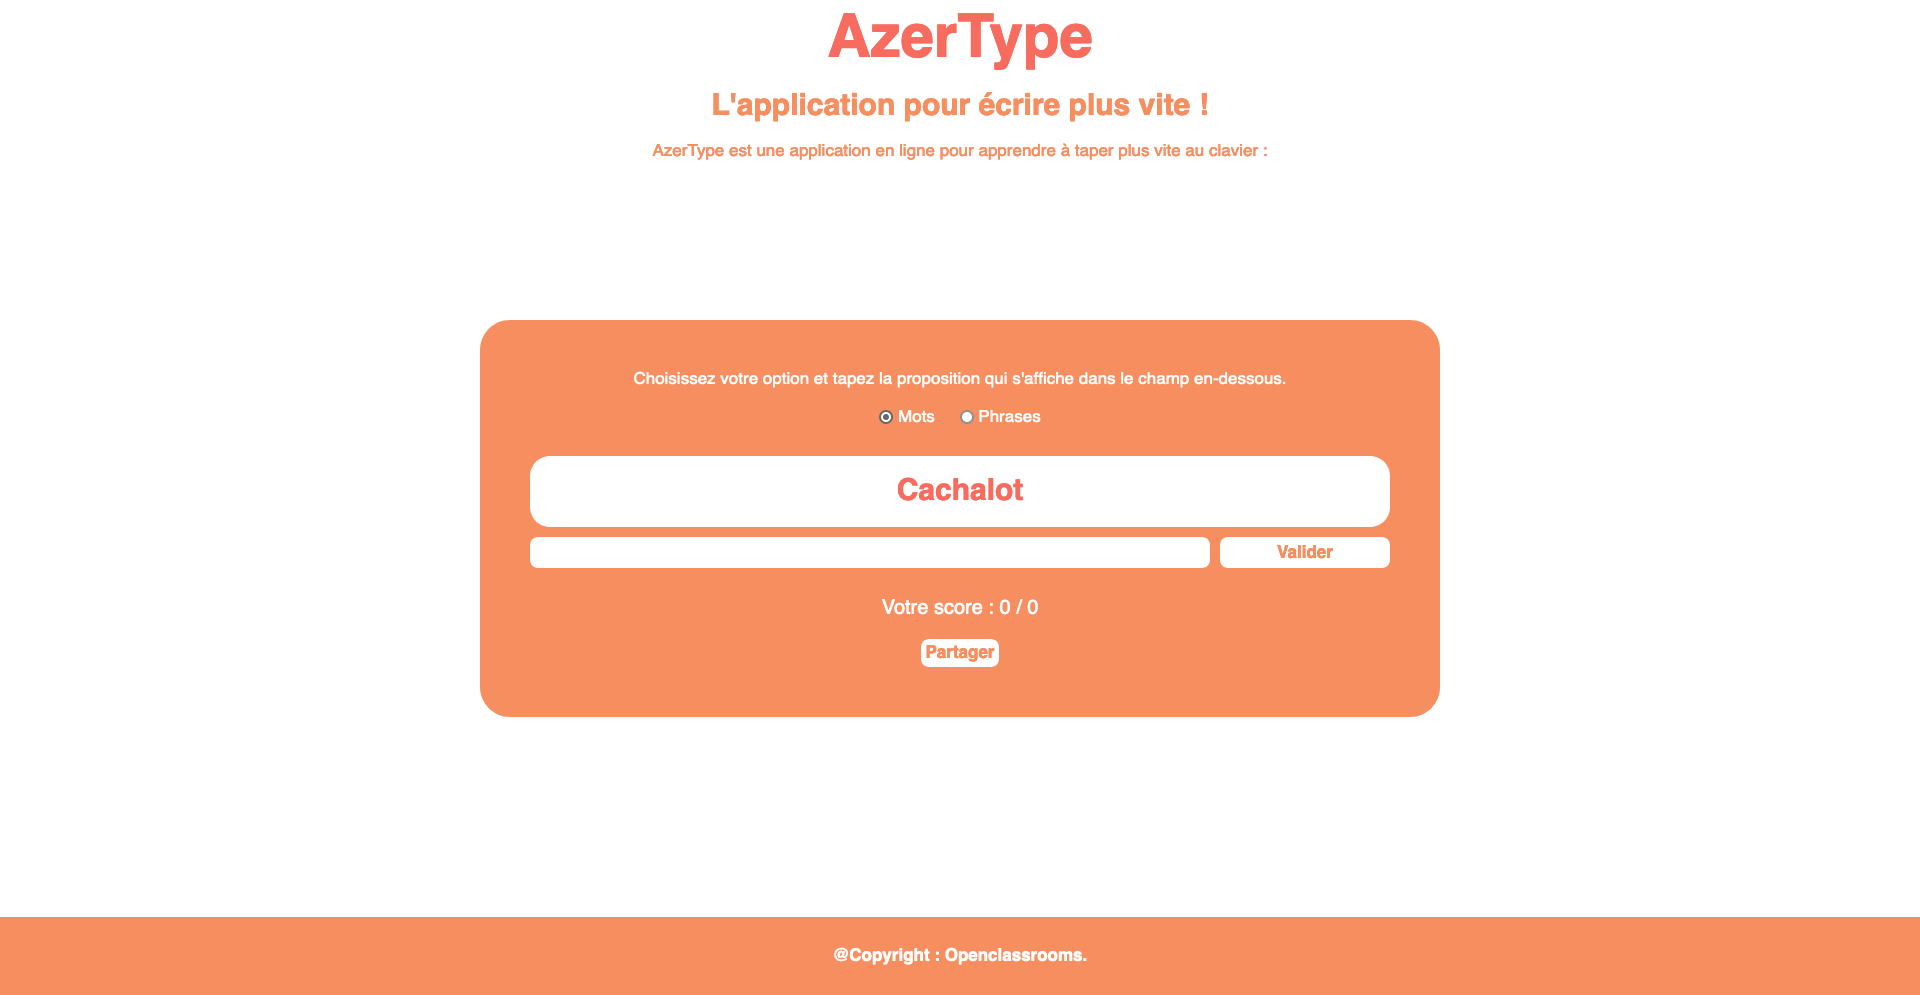 AzerType
L'application pour écrire plus vite !
AzerType est une application en ligne pour apprendre à taper plus vite au clavier :
Choisissez votre option et tapez la proposition qui s'affiche dans le champ en-dessous.
Mots Phrases
Cachalot
Valider
Votre score : 0 / 0
Partager
@Copyright : Openclassrooms.